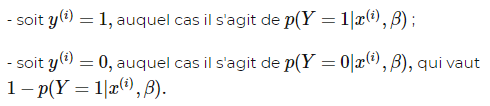 - soit y⁽ⁱ⁾ = 1, auquel cas il s'agit de p(Y = 1|x⁽ⁱ⁾, β) ;
- soit y⁽ⁱ⁾ = 0, auquel cas il s'agit de p(Y = 0|x⁽ⁱ⁾, β), qui vaut
1 − p(Y = 1|x⁽ⁱ⁾, β).